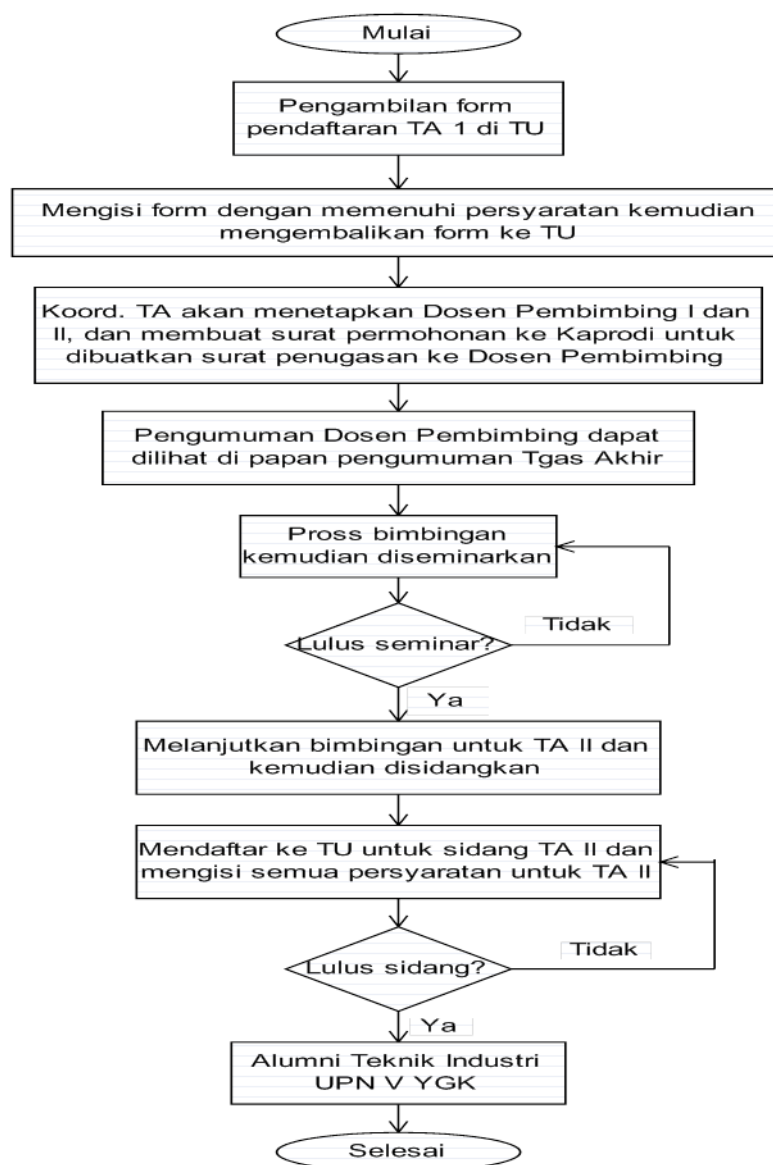 Mulai
Pengambilan form
pendaftaran TA 1 di TU
Mengisi form dengan memenuhi persyaratan kemudian
mengembalikan form ke TU
Koord. TA akan menetapkan Dosen Pembimbing I dan
II, dan membuat surat permohonan ke Kaprodi untuk
dibuatkan surat penugasan ke Dosen Pembimbing
Pengumuman Dosen Pembimbing dapat
dilihat di papan pengumuman Tgas Akhir
Pross bimbingan
kemudian diseminarkan
Lulus seminar?
Tidak
Ya
Melanjutkan bimbingan untuk TA II dan
kemudian disidangkan
Mendaftar ke TU untuk sidang TA II dan
mengisi semua persyaratan untuk TA II
Lulus sidang?
Tidak
Ya
Alumni Teknik Industri
UPN V YGK
Selesai